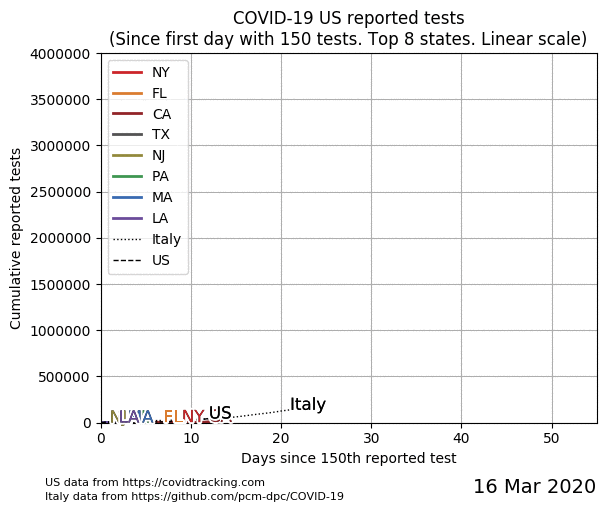 COVID-19 US reported tests
(Since first day with 150 tests. Top 8 states. Linear scale)
Cumulative reported tests
4000000
3500000
3000000
2500000
2000000
1500000
1000000
500000
0
NY
FL
CA
TX
NJ
PA
MA
LA
Italy
US
LA
FL
NY
US
Italy
0
10
20
30
40
50
Days since 150th reported test
US data from https://covidtracking.com
Italy data from https://github.com/pcm-dpc/COVID-19
16 Mar 2020